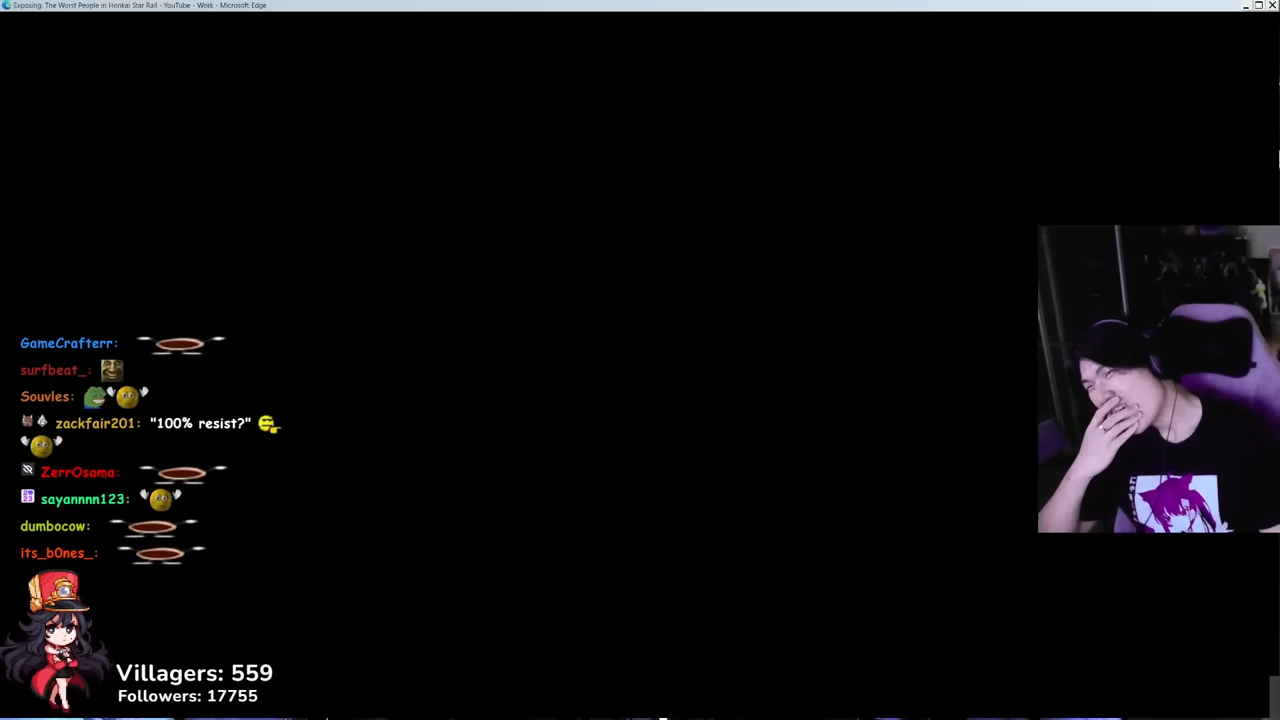 Exposing: The Worst People in Honkai Star Rail - YouTube - Work - Microsoft Edge
GameCrafterr:
surfbeat_:
Souvles:
zackfair201: "100% resist?"
ZerrOsama:
sayannnn123:
dumbocow:
its_b0nes_:
Villagers: 559
Followers: 17755